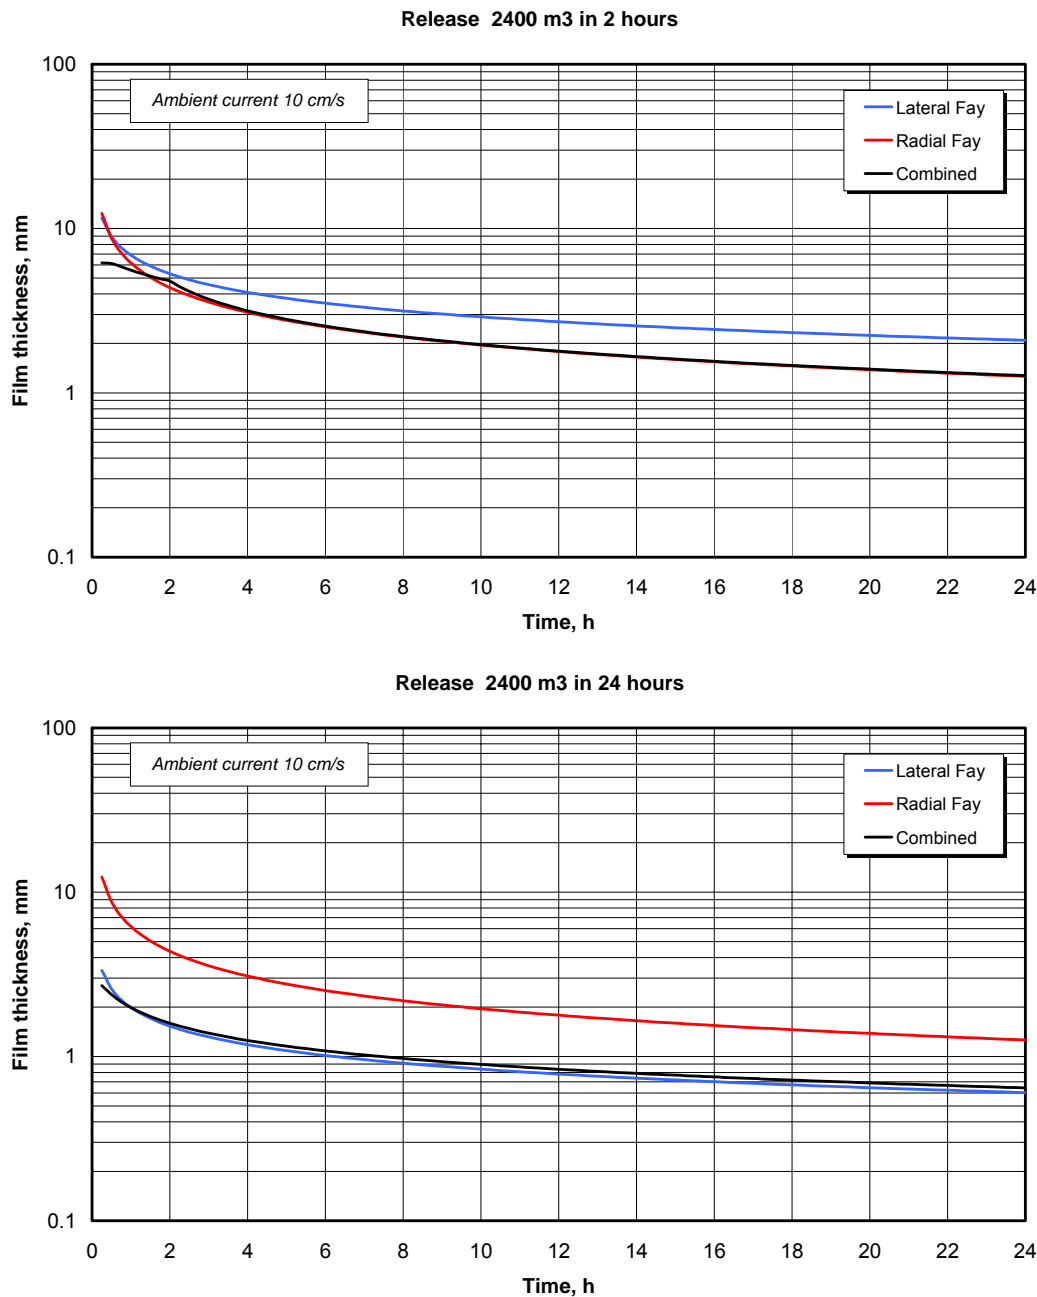 Release 2400 m3 in 2 hours
100
Ambient current 10 cm/s
Lateral Fay
Radial Fay
Combined
10
Film thickness, mm
1
0.1
0 2 4 6 8 10 12 14 16 18 20 22 24
Time, h
Release 2400 m3 in 24 hours
100
Ambient current 10 cm/s
Lateral Fay
Radial Fay
Combined
10
Film thickness, mm
1
0.1
0 2 4 6 8 10 12 14 16 18 20 22 24
Time, h